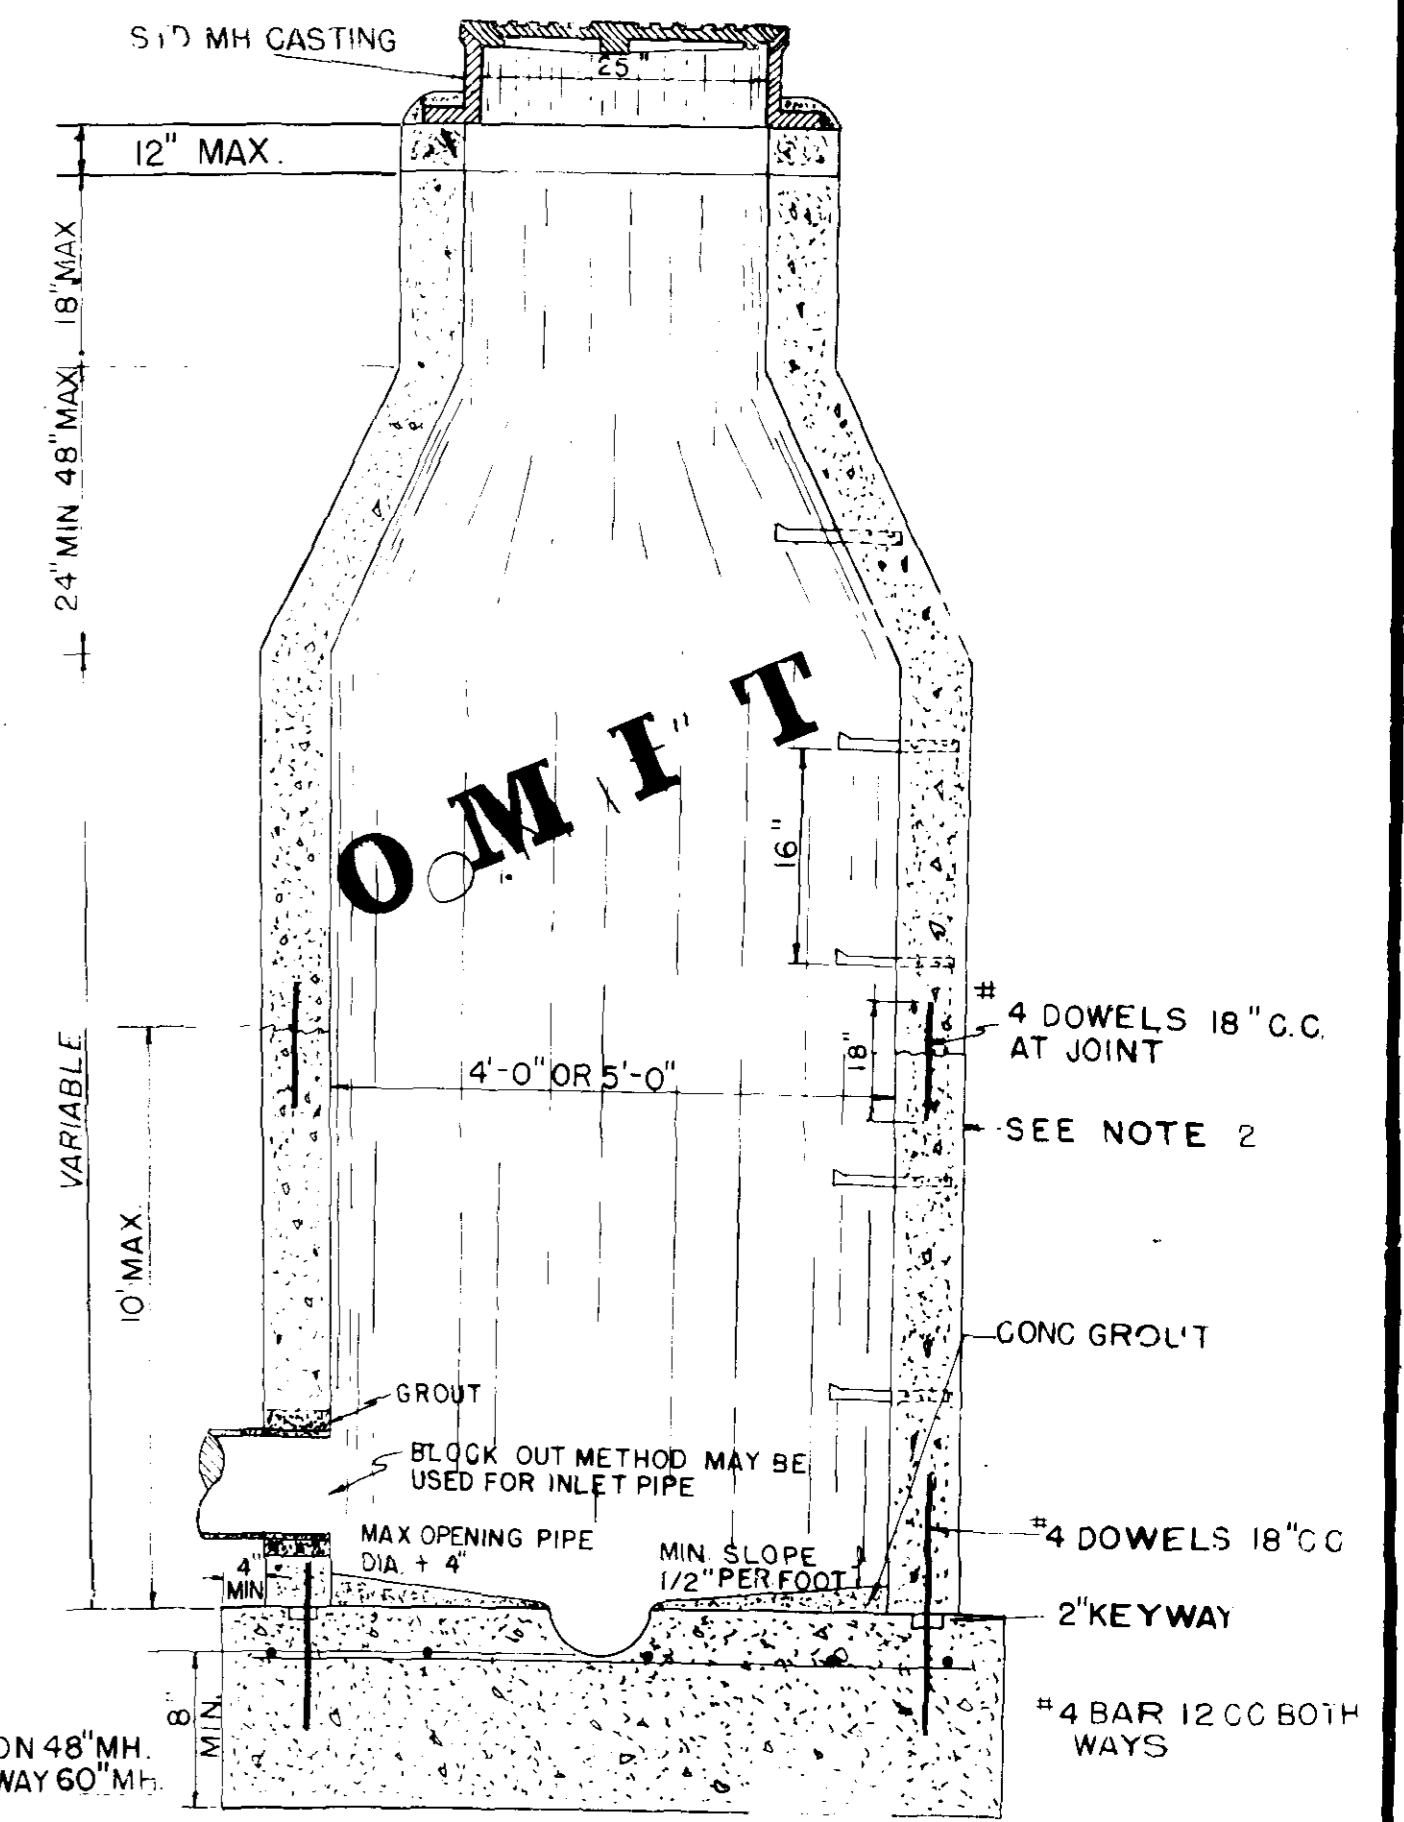 MH CASTING
25"
12" MAX.
18" MAX
24" MIN 48" MAX
OMIT
16"
#4 DOWELS 18" C.C.
AT JOINT
18"
4'-0" OR 5'-0"
SEE NOTE 2
VARIABLE
10' MAX.
CONC GROUT
GROUT
BLOCK OUT METHOD MAY BE
USED FOR INLET PIPE
MAX OPENING PIPE
DIA. + 4"
MIN. SLOPE
1/2" PER FOOT
4"
MIN
#4 DOWELS 18" CC
2" KEYWAY
8"
MIN.
#4 BAR 12 CC BOTH
WAYS
ON 48" MH.
WAY 60" MH.